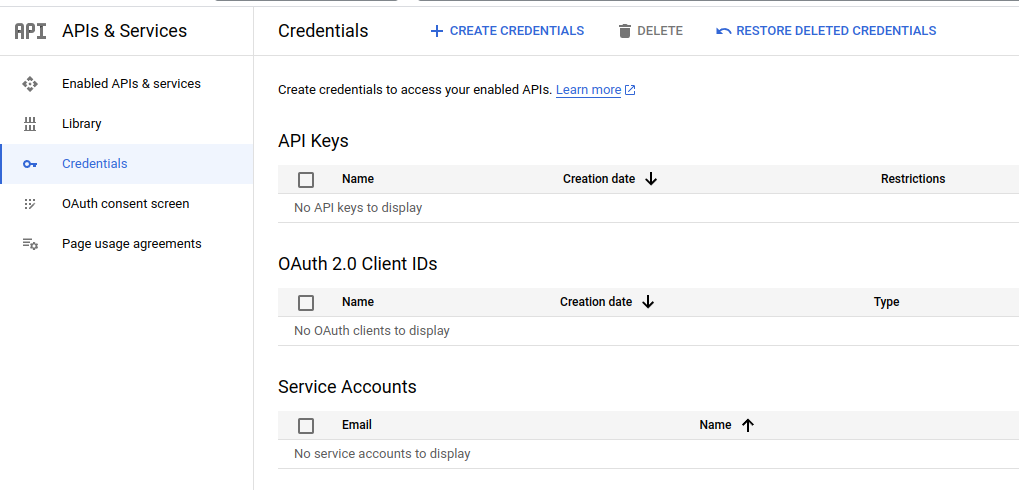 API APIs & Services
Credentials + CREATE CREDENTIALS DELETE RESTORE DELETED CREDENTIALS
Enabled APIs & services
Library
Credentials
OAuth consent screen
Page usage agreements
Create credentials to access your enabled APIs. Learn more
API Keys
Name Creation date Restrictions
No API keys to display
OAuth 2.0 Client IDs
Name Creation date Type
No OAuth clients to display
Service Accounts
Email Name
No service accounts to display